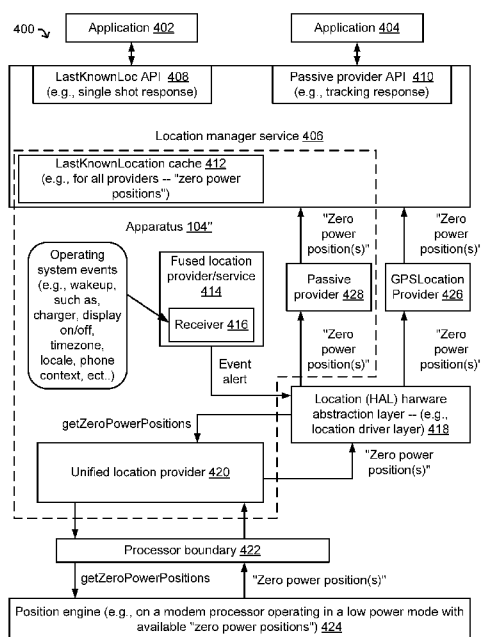 400
Application 402
Application 404
LastKnownLoc API 408
(e.g., single shot response)
Passive provider API 410
(e.g., tracking response)
Location manager service 406
LastKnownLocation cache 412
(e.g., for all providers -- "zero power
positions")
Apparatus 104"
Operating
system events
(e.g., wakeup,
such as,
charger, display
on/off,
timezone,
locale, phone
context, ect..)
Fused location
provider/service
414
Receiver 416
"Zero
power
position(s)"
"Zero
power
position(s)"
Passive
provider 428
GPSLocation
Provider 426
"Zero
power
position(s)"
"Zero
power
position(s)"
Event
alert
getZeroPowerPositions
Location (HAL) harware
abstraction layer -- (e.g.,
location driver layer) 418
Unified location provider 420
"Zero power
position(s)"
Processor boundary 422
getZeroPowerPositions
"Zero power position(s)"
Position engine (e.g., on a modem processor operating in a low power mode with
available "zero power positions") 424